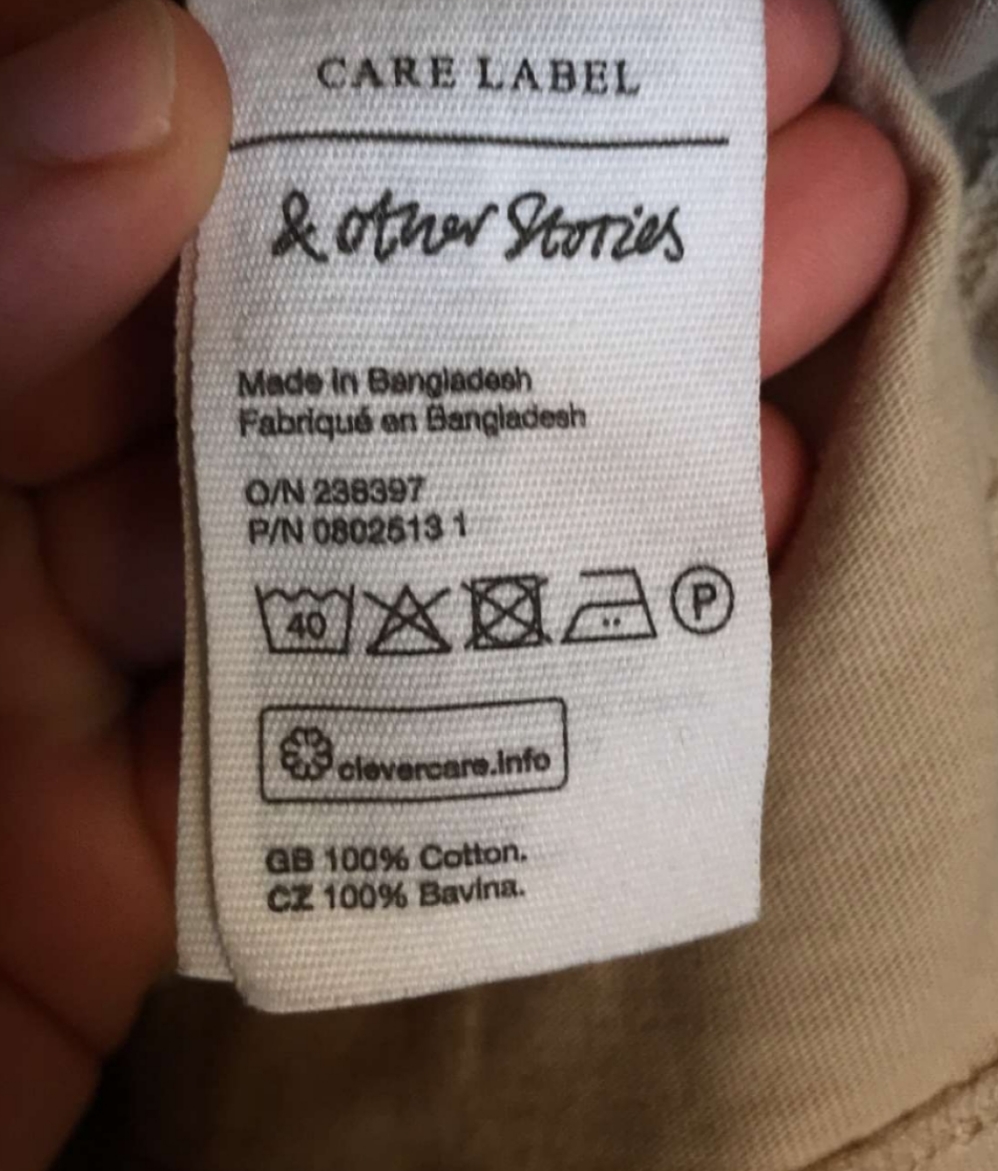 CARE LABEL
& other Stories
Made in Bangladesh
Fabriqué en Bangladesh
O/N 238397
P/N 0802513 1
40 P
clevercare.info
GB 100% Cotton.
CZ 100% Bavlna.